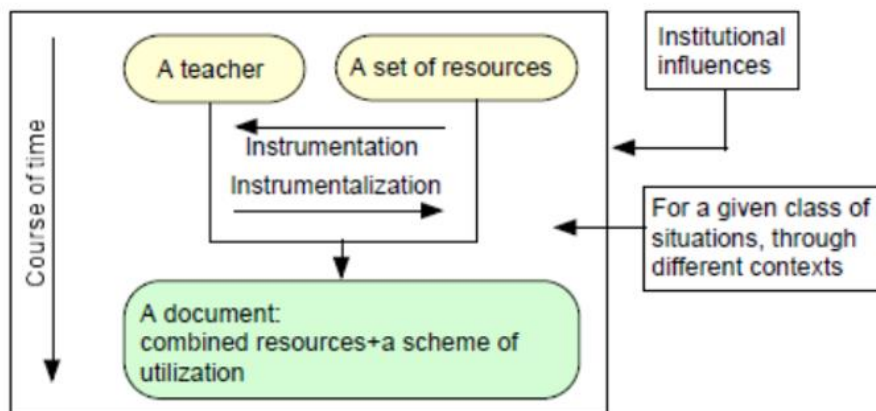 Course of time
A teacher
A set of resources
Instrumentation
Instrumentalization
A document:
combined resources+a scheme of
utilization
Institutional
influences
For a given class of
situations, through
different contexts